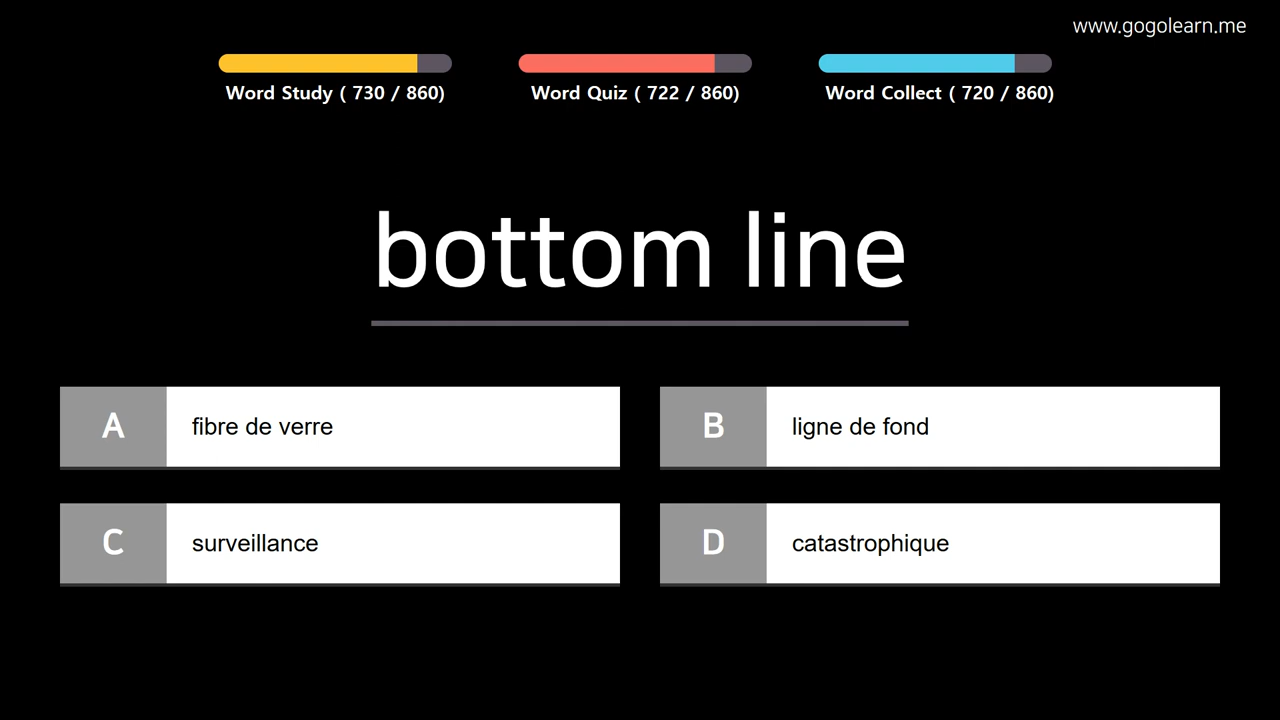 www.gogolearn.me
Word Study ( 730 / 860)
Word Quiz ( 722 / 860)
Word Collect ( 720 / 860)
bottom line
A fibre de verre
B ligne de fond
C surveillance
D catastrophique